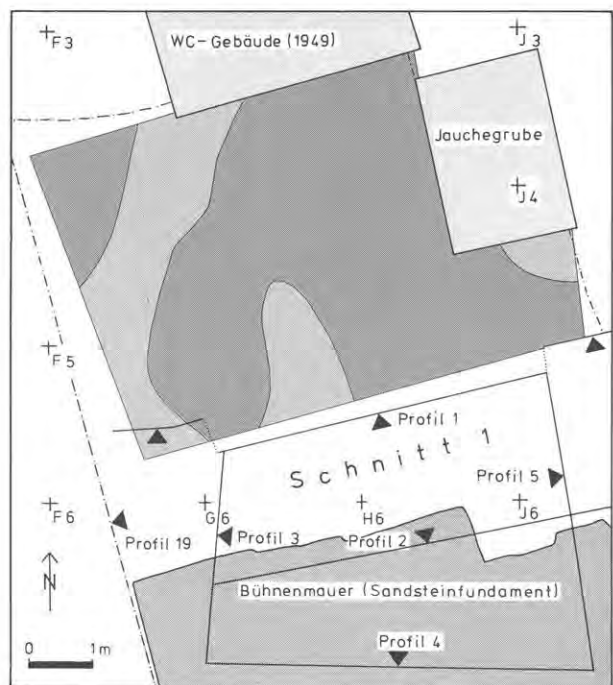 F3
WC-Gebäude (1949)
J3
Jauchegrube
J4
F5
Profil 1
Schnitt 1
Profil 5
F6
G6
H6
J6
Profil 19
Profil 3
Profil 2
N
Bühnenmauer (Sandsteinfundament)
Profil 4
0 1m